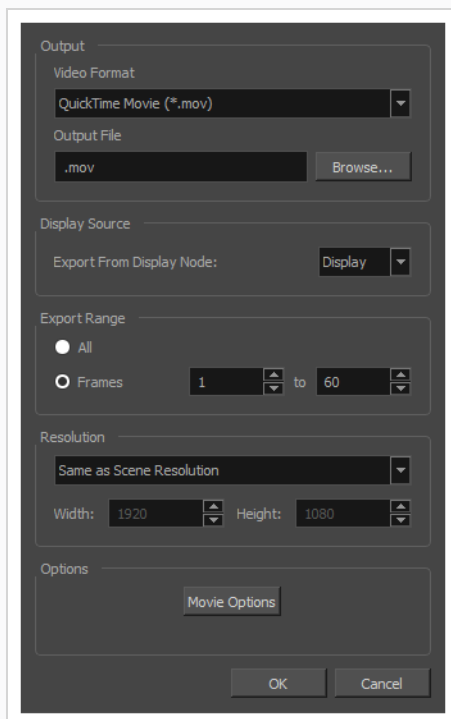 Output
Video Format
QuickTime Movie (*.mov)
Output File
.mov Browse...
Display Source
Export From Display Node: Display
Export Range
All
Frames 1 to 60
Resolution
Same as Scene Resolution
Width: 1920 Height: 1080
Options
Movie Options
OK Cancel